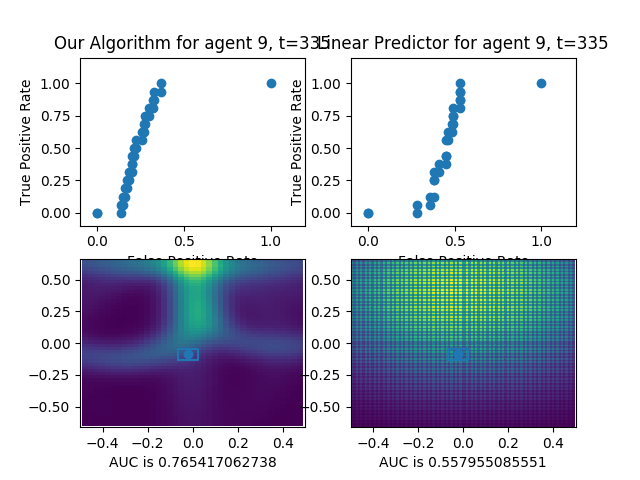 Our Algorithm for agent 9, t=335
Linear Predictor for agent 9, t=335
True Positive Rate
1.00
0.75
0.50
0.25
0.00
0.0 0.5 1.0
False Positive Rate
True Positive Rate
1.00
0.75
0.50
0.25
0.00
0.0 0.5 1.0
False Positive Rate
0.50
0.25
0.00
−0.25
−0.50
−0.4 −0.2 0.0 0.2 0.4
AUC is 0.765417062738
0.50
0.25
0.00
−0.25
−0.50
−0.4 −0.2 0.0 0.2 0.4
AUC is 0.557955085551